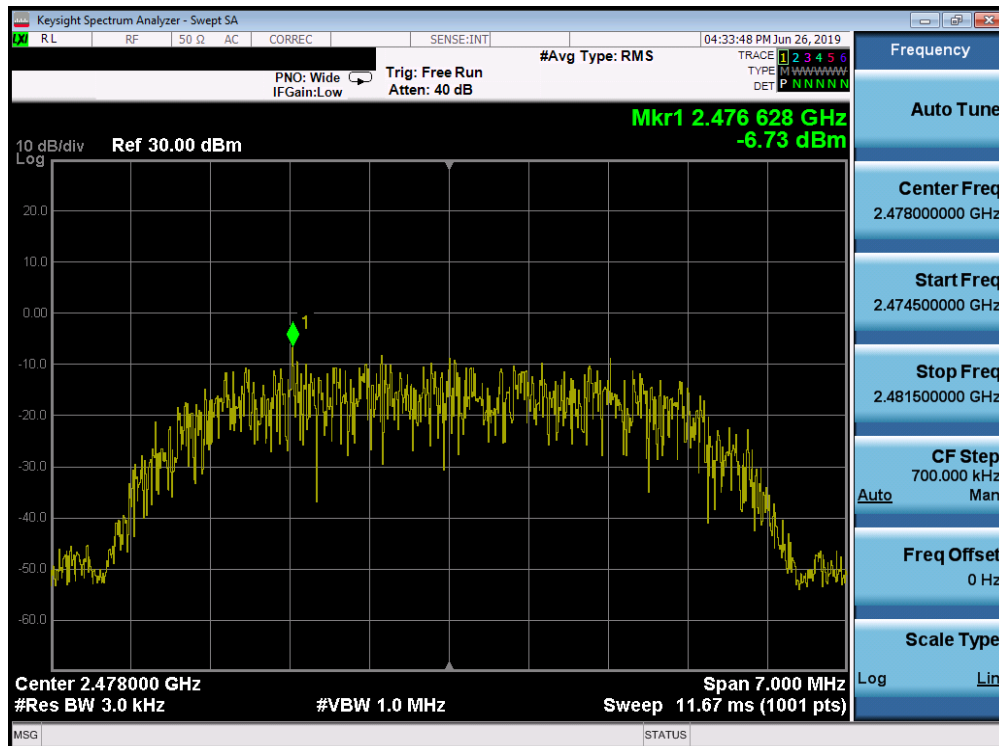 Keysight Spectrum Analyzer - Swept SA
LXI RL RF 50 Ω AC CORREC SENSE:INT 04:33:48 PM Jun 26, 2019
PNO: Wide
IFGain:Low
Trig: Free Run
Atten: 40 dB
#Avg Type: RMS
TRACE 1 2 3 4 5 6
TYPE M WWWWW
DET P N N N N N
Mkr1 2.476 628 GHz
-6.73 dBm
10 dB/div
Log
Ref 30.00 dBm
20.0
10.0
0.00
-10.0
-20.0
-30.0
-40.0
-50.0
-60.0
1
Center 2.478000 GHz
Span 7.000 MHz
#Res BW 3.0 kHz
#VBW 1.0 MHz
Sweep 11.67 ms (1001 pts)
MSG
STATUS
Frequency
Auto Tune
Center Freq
2.478000000 GHz
Start Freq
2.474500000 GHz
Stop Freq
2.481500000 GHz
CF Step
700.000 kHz
Auto Man
Freq Offset
0 Hz
Scale Type
Log Lin